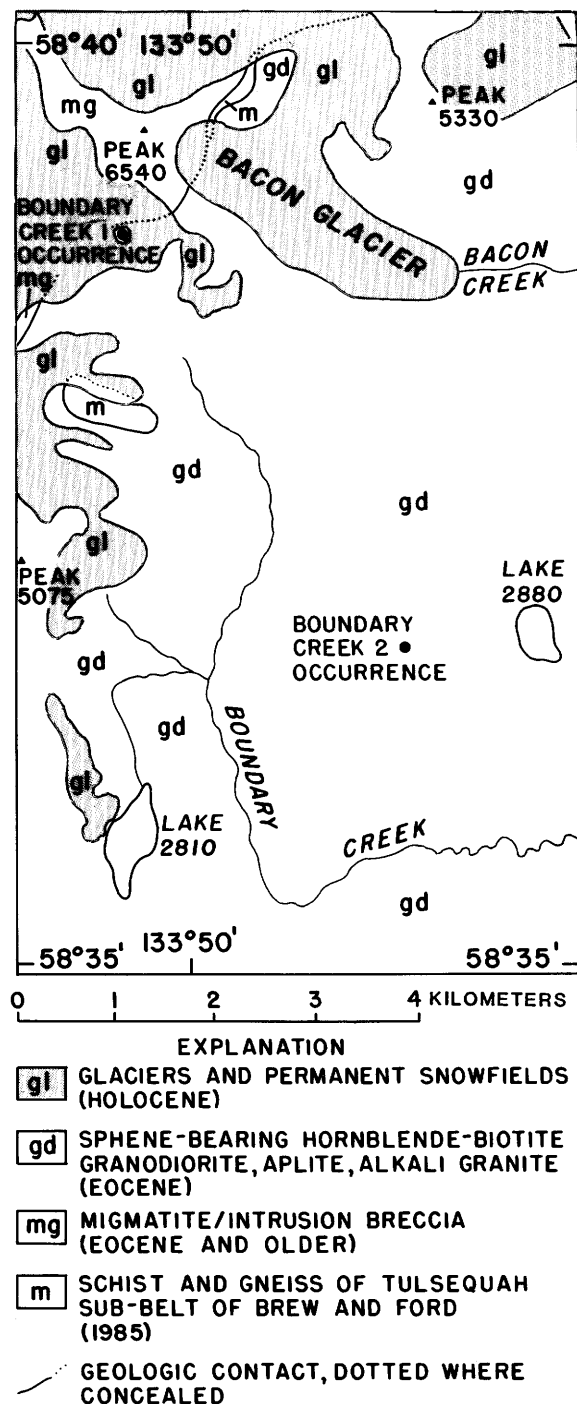 58°40' 133°50'
gl
gd
gl
gl
mg
m
PEAK
5330
gl
PEAK
6540
gd
BACON GLACIER
BOUNDARY
CREEK 1
OCCURRENCE
gl
BACON
CREEK
mg
gl
m
gd
gd
gl
PEAK
5075
LAKE
2880
BOUNDARY
CREEK 2
OCCURRENCE
gd
BOUNDARY
gd
gl
LAKE
2810
CREEK
gd
58°35' 133°50' 58°35'
0 1 2 3 4 KILOMETERS
EXPLANATION
gl GLACIERS AND PERMANENT SNOWFIELDS
(HOLOCENE)
gd SPHENE-BEARING HORNBLENDE-BIOTITE
GRANODIORITE, APLITE, ALKALI GRANITE
(EOCENE)
mg MIGMATITE/INTRUSION BRECCIA
(EOCENE AND OLDER)
m SCHIST AND GNEISS OF TULSEQUAH
SUB-BELT OF BREW AND FORD
(1985)
GEOLOGIC CONTACT, DOTTED WHERE
CONCEALED